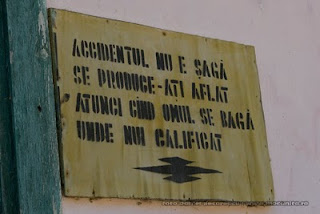 ACCIDENTUL NU E ȘAGĂ
SE PRODUCE-AȚI AFLAT
ATUNCI CÎND OMUL SE BAGĂ
UNDE NUI CALIFICAT